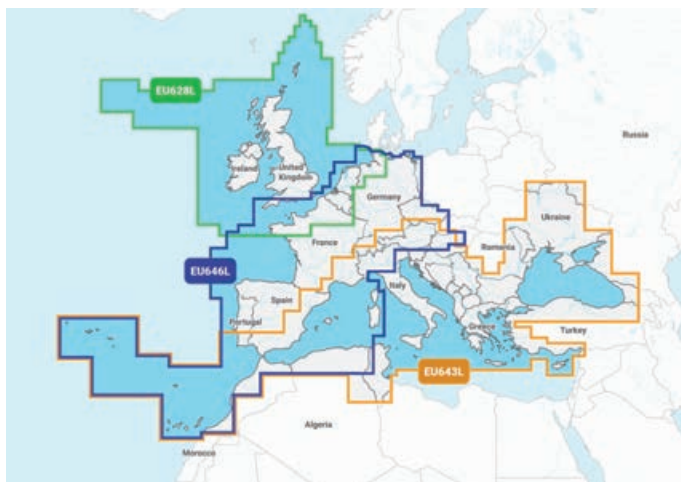 EU628L
Russia
Ireland
United
Kingdom
Germany
Ukraine
France
Romania
EU646L
Italy
Spain
Portugal
Greece
Turkey
EU643L
Algeria
Morocco